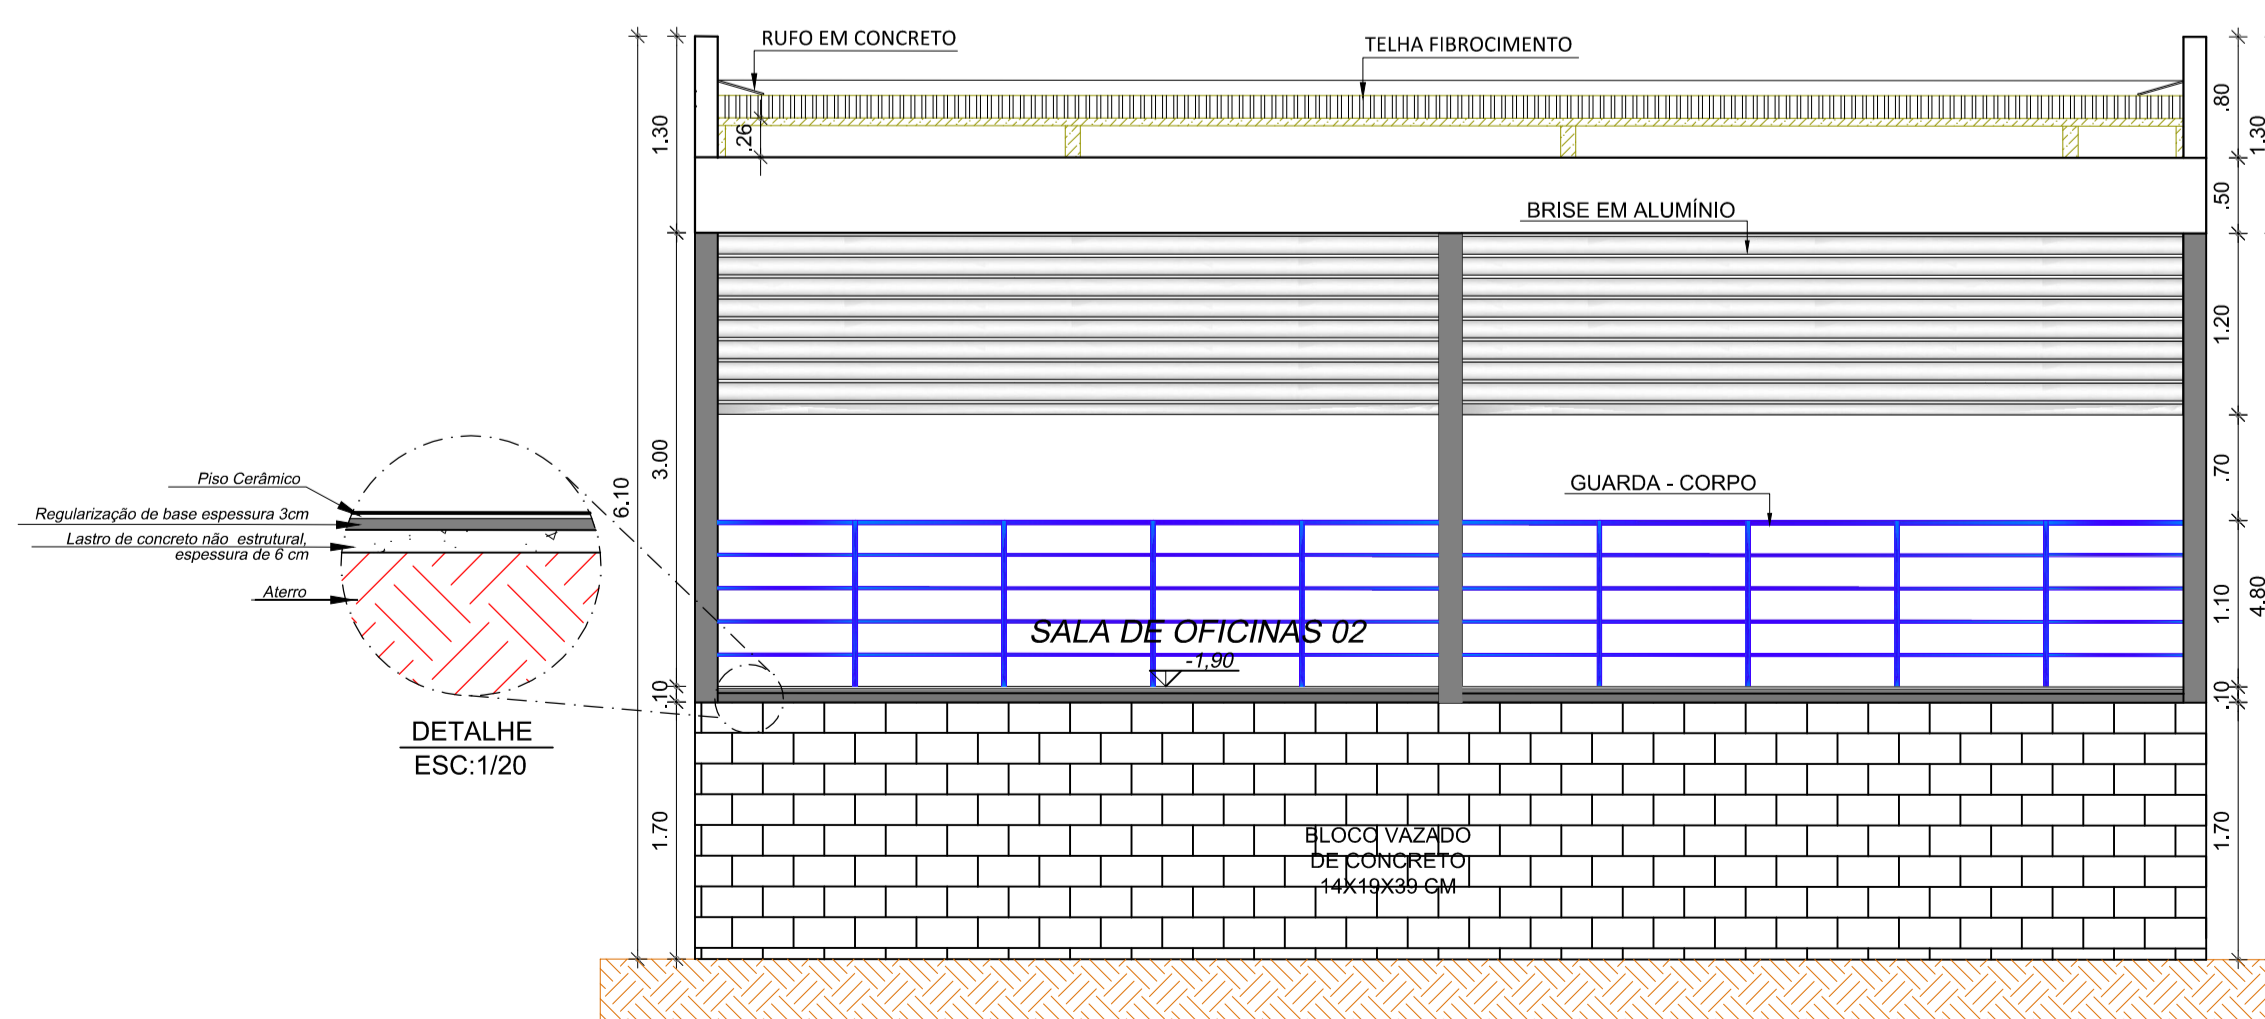 RUFO EM CONCRETO
TELHA FIBROCIMENTO
.80
1.30
1.30
.26
.50
BRISE EM ALUMÍNIO
1.20
3.00
6.10
.70
GUARDA - CORPO
Piso Cerâmico
Regularização de base espessura 3cm
Lastro de concreto não estrutural,
espessura de 6 cm
Aterro
1.10
4.80
SALA DE OFICINAS 02
-1,90
.10
.10
DETALHE
ESC:1/20
1.70
1.70
BLOCO VAZADO
DE CONCRETO
14X19X39 CM